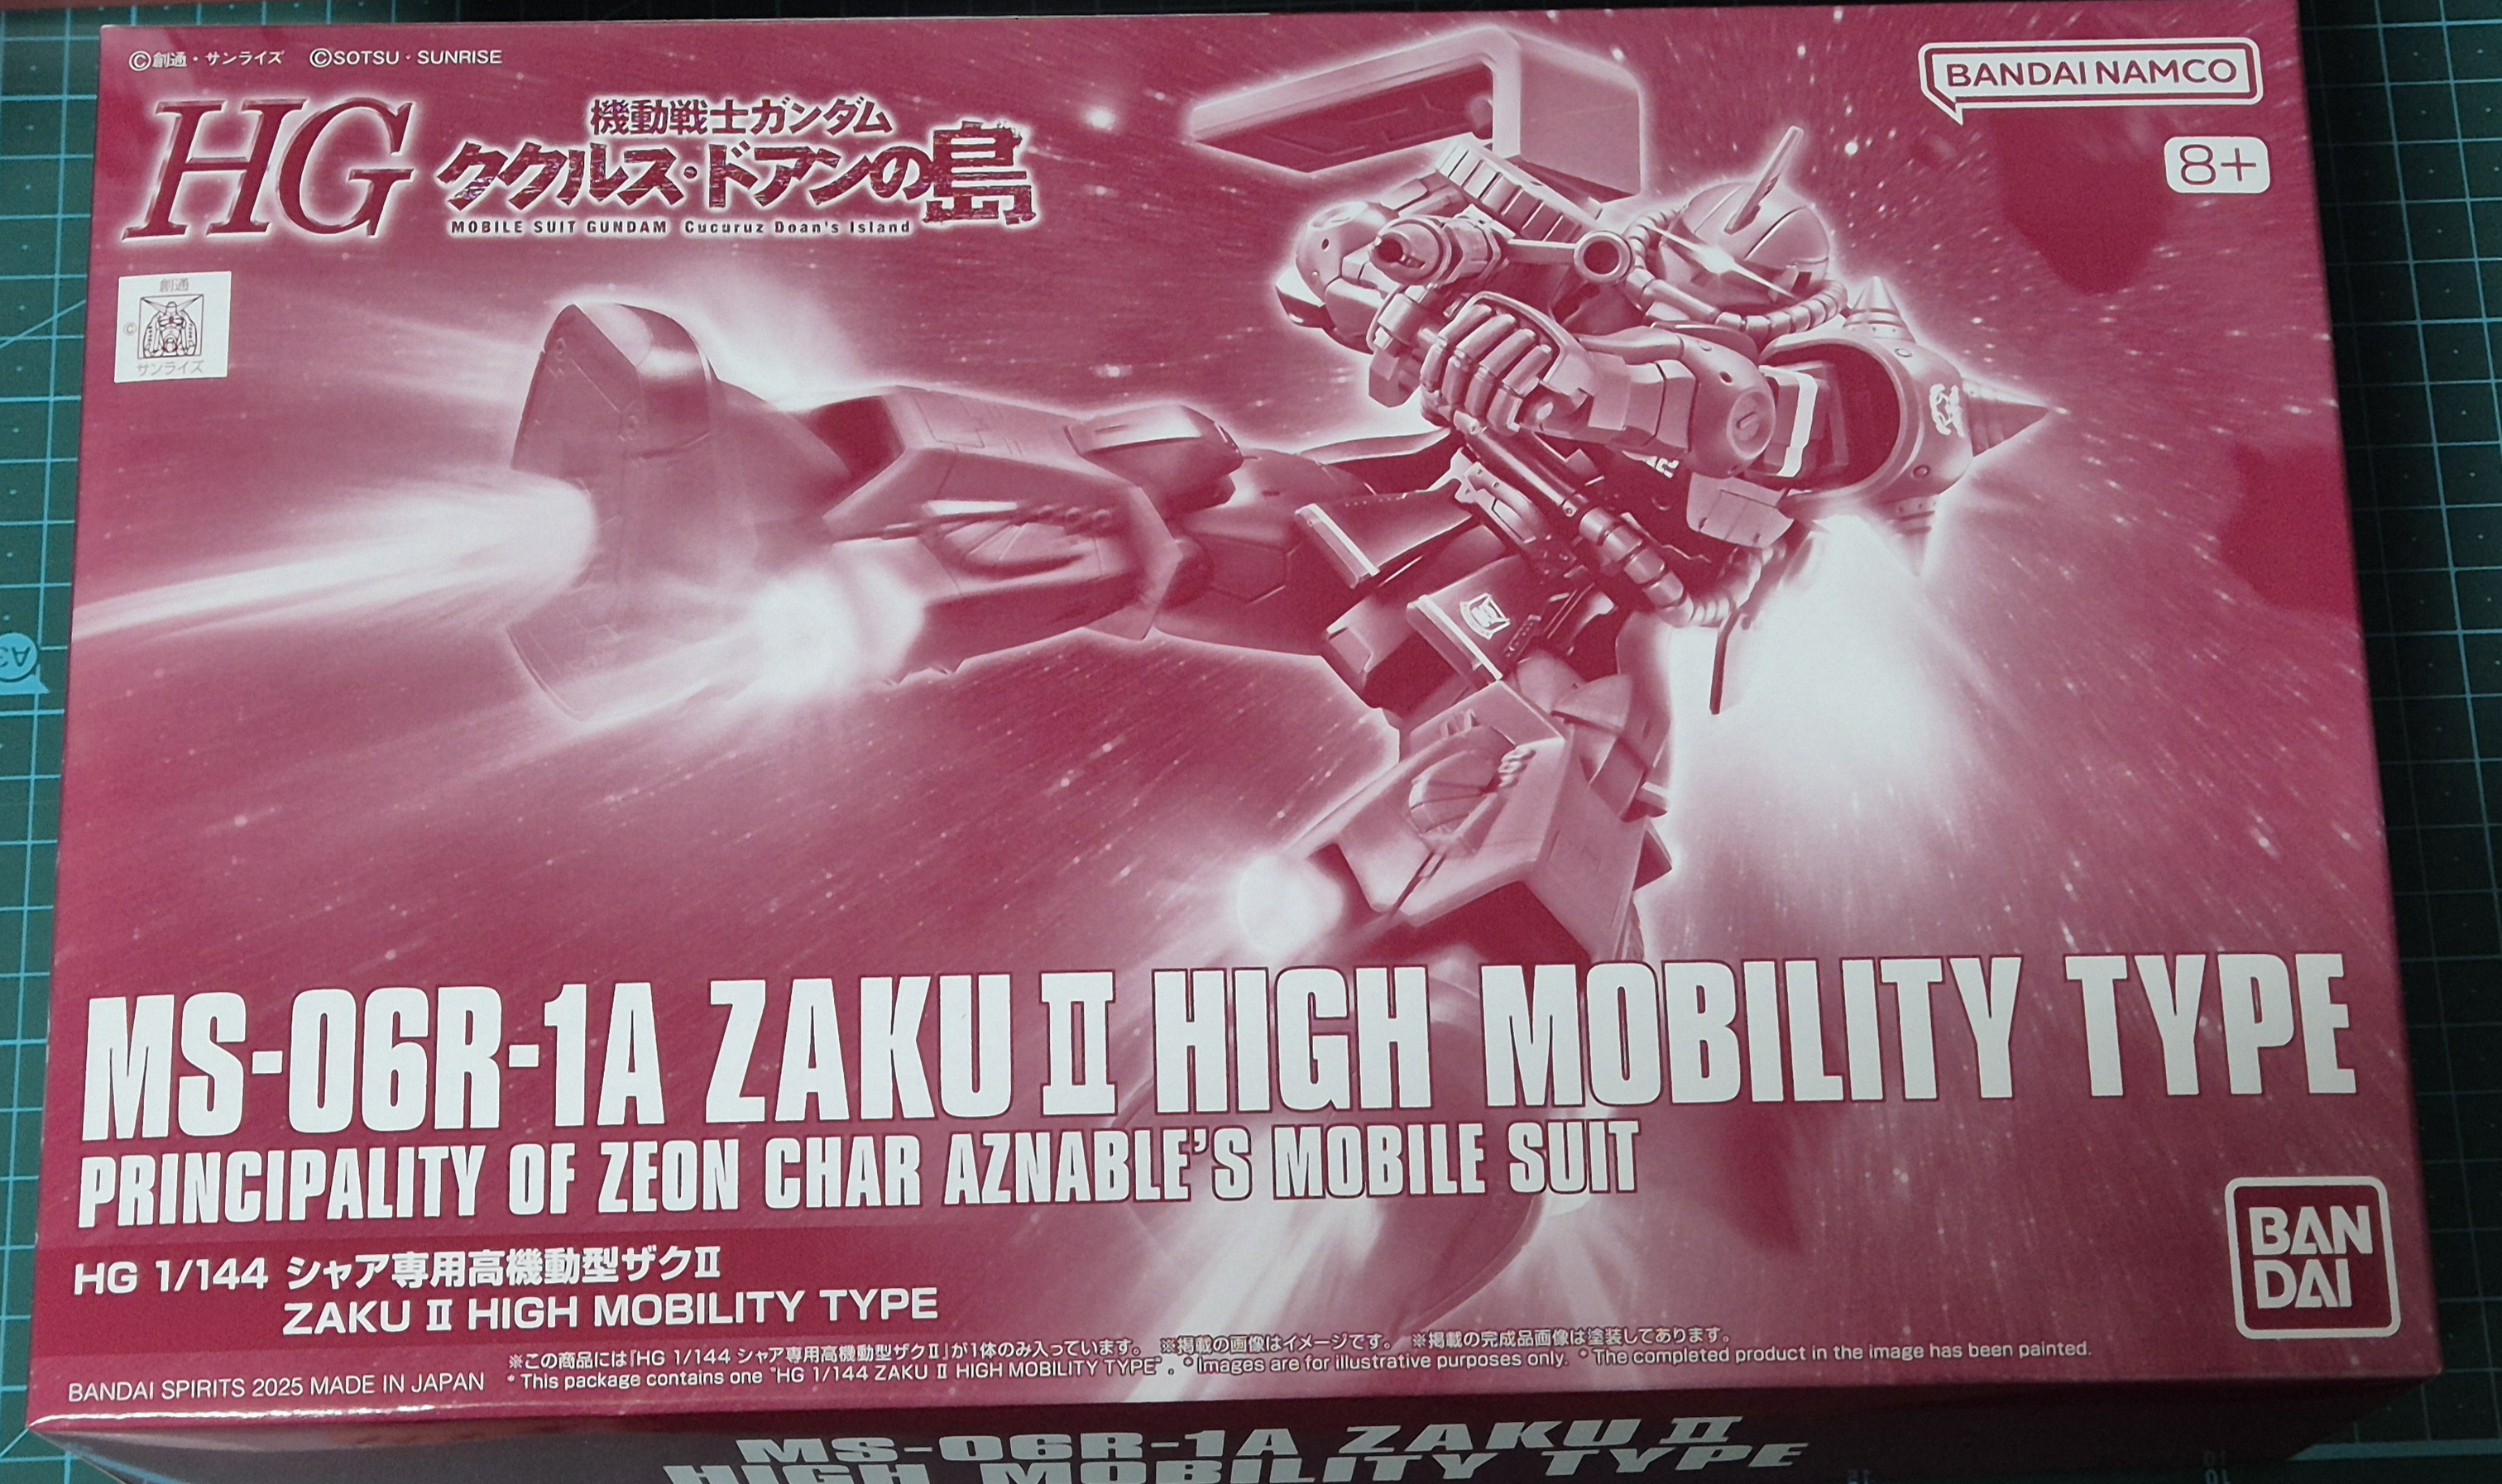 ©創通・サンライズ ©SOTSU・SUNRISE
BANDAI NAMCO
8+
HG
機動戦士ガンダム
ククルス・ドアンの島
MOBILE SUIT GUNDAM Cucuruz Doan's Island
創通
©
サンライズ
MS-06R-1A ZAKU Ⅱ HIGH MOBILITY TYPE
PRINCIPALITY OF ZEON CHAR AZNABLE'S MOBILE SUIT
HG 1/144 シャア専用高機動型ザクⅡ
ZAKU Ⅱ HIGH MOBILITY TYPE
BAN
DAI
※この商品には『HG 1/144 シャア専用高機動型ザクⅡ』が1体のみ入っています。 ※掲載の画像はイメージです。 ※掲載の完成品画像は塗装してあります。
BANDAI SPIRITS 2025 MADE IN JAPAN
* This package contains one "HG 1/144 ZAKU Ⅱ HIGH MOBILITY TYPE". * Images are for illustrative purposes only. * The completed product in the image has been painted.
MS-06R-1A ZAKU Ⅱ
HIGH MOBILITY TYPE
A3